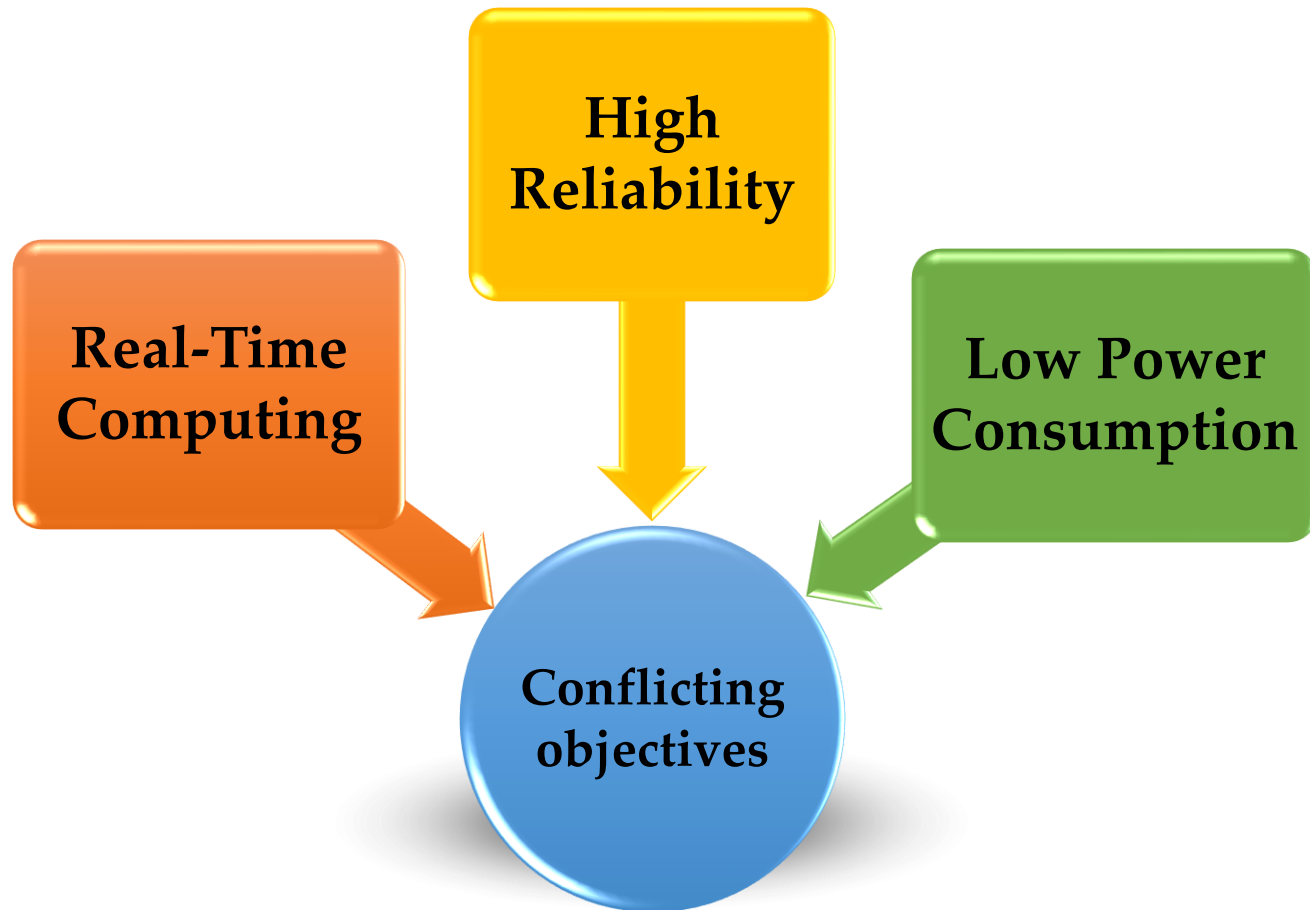 High
Reliability
Real-Time
Computing
Low Power
Consumption
Conflicting
objectives